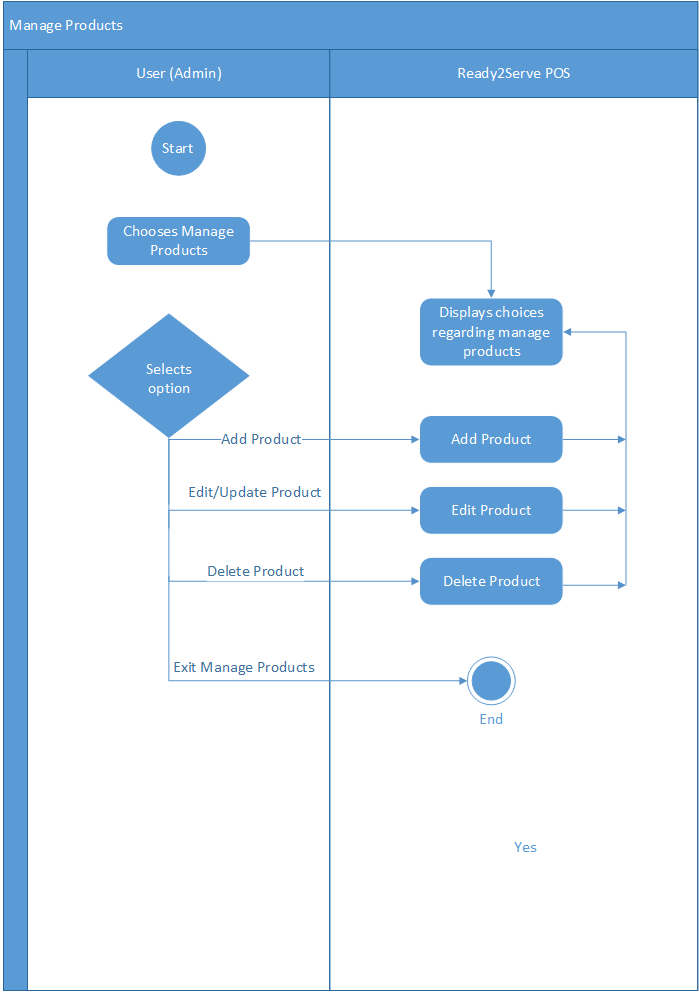 Manage Products
User (Admin)
Ready2Serve POS
Start
Chooses Manage
Products
Displays choices
regarding manage
products
Selects
option
Add Product
Add Product
Edit/Update Product
Edit Product
Delete Product
Delete Product
Exit Manage Products
End
Yes